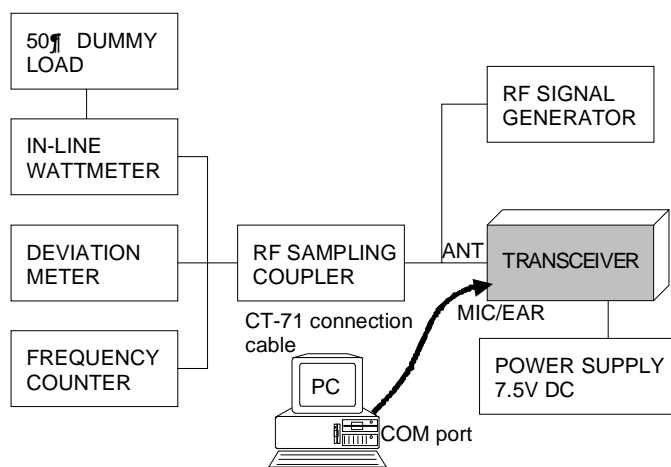 50¶ DUMMY
LOAD
IN-LINE
WATTMETER
DEVIATION
METER
FREQUENCY
COUNTER
RF SAMPLING
COUPLER
CT-71 connection
cable
PC
COM port
RF SIGNAL
GENERATOR
ANT
TRANSCEIVER
MIC/EAR
POWER SUPPLY
7.5V DC